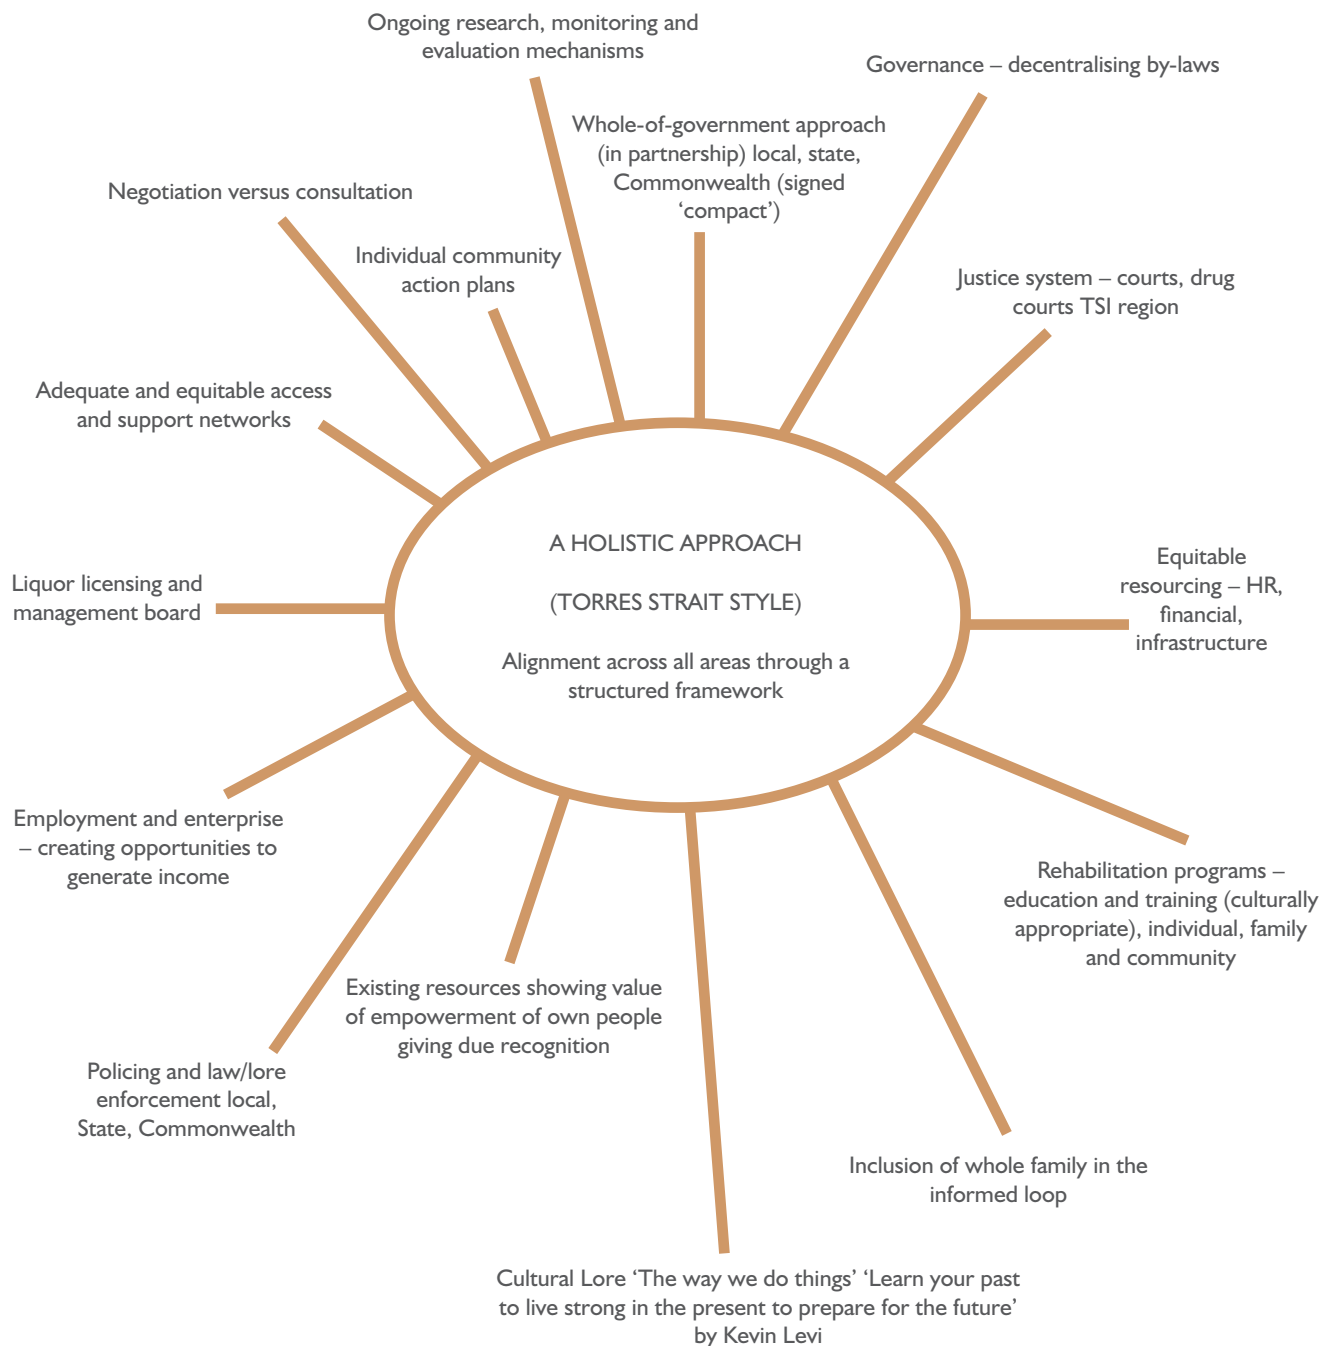 Ongoing research, monitoring and
evaluation mechanisms
Governance – decentralising by-laws
Whole-of-government approach
(in partnership) local, state,
Commonwealth (signed
‘compact’)
Negotiation versus consultation
Individual community
action plans
Justice system – courts, drug
courts TSI region
Adequate and equitable access
and support networks
A HOLISTIC APPROACH
(TORRES STRAIT STYLE)
Alignment across all areas through a
structured framework
Liquor licensing and
management board
Equitable
resourcing – HR,
financial,
infrastructure
Employment and enterprise
– creating opportunities to
generate income
Rehabilitation programs –
education and training (culturally
appropriate), individual, family
and community
Existing resources showing value
of empowerment of own people
giving due recognition
Policing and law/lore
enforcement local,
State, Commonwealth
Inclusion of whole family in the
informed loop
Cultural Lore ‘The way we do things’ ‘Learn your past
to live strong in the present to prepare for the future’
by Kevin Levi